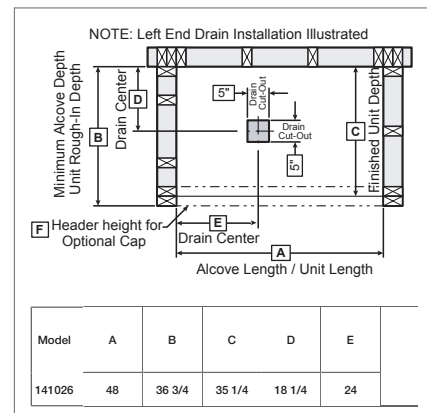 NOTE: Left End Drain Installation Illustrated
Minimum Alcove Depth
Unit Rough-In Depth
B
Drain Center
D
5"
Drain
Cut-Out
Drain
Cut-Out
5"
C
Finished Unit Depth
F Header height for
Optional Cap
E
Drain Center
A
Alcove Length / Unit Length
Model A B C D E
141026 48 36 3/4 35 1/4 18 1/4 24